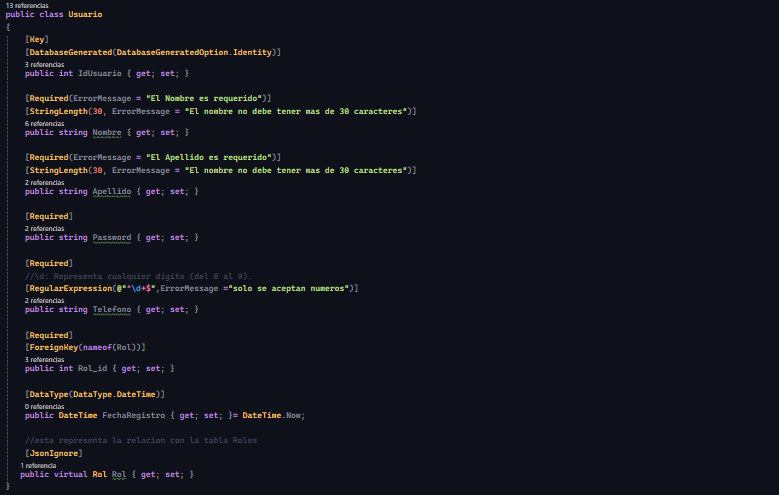 13 referencias
public class Usuario
{
[Key]
[DatabaseGenerated(DatabaseGeneratedOption.Identity)]
3 referencias
public int IdUsuario { get; set; }
[Required(ErrorMessage = "El Nombre es requerido")]
[StringLength(30, ErrorMessage = "El nombre no debe tener mas de 30 caracteres")]
6 referencias
public string Nombre { get; set; }
[Required(ErrorMessage = "El Apellido es requerido")]
[StringLength(30, ErrorMessage = "El nombre no debe tener mas de 30 caracteres")]
2 referencias
public string Apellido { get; set; }
[Required]
2 referencias
public string Password { get; set; }
[Required]
//\d: Representa cualquier digito (del 0 al 9).
[RegularExpression(@"^\d+$",ErrorMessage ="solo se aceptan numeros")]
2 referencias
public string Telefono { get; set; }
[Required]
[ForeignKey(nameof(Rol))]
3 referencias
public int Rol_id { get; set; }
[DataType(DataType.DateTime)]
0 referencias
public DateTime FechaRegistro { get; set; }= DateTime.Now;
//esta representa la relacion con la tabla Roles
[JsonIgnore]
1 referencia
public virtual Rol Rol { get; set; }
}